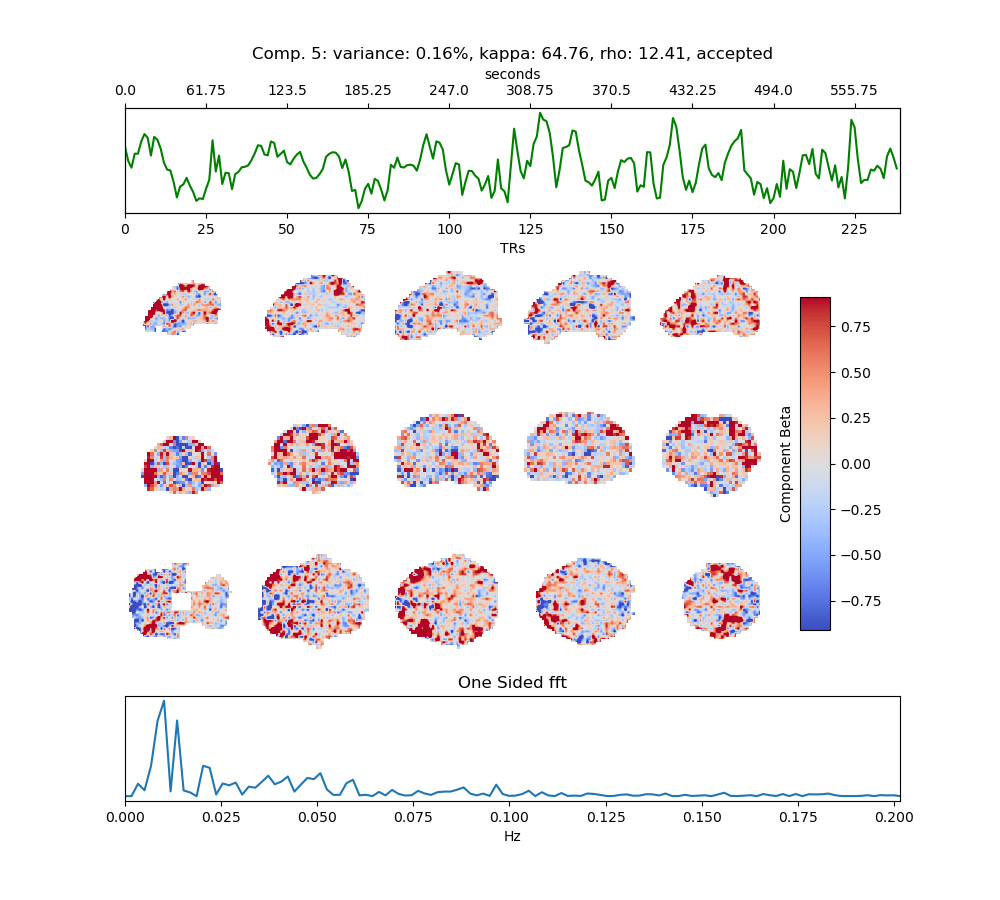 Comp. 5: variance: 0.16%, kappa: 64.76, rho: 12.41, accepted
seconds
0.0 61.75 123.5 185.25 247.0 308.75 370.5 432.25 494.0 555.75
0 25 50 75 100 125 150 175 200 225
TRs
0.75
0.50
0.25
0.00
−0.25
−0.50
−0.75
Component Beta
One Sided fft
0.000 0.025 0.050 0.075 0.100 0.125 0.150 0.175 0.200
Hz